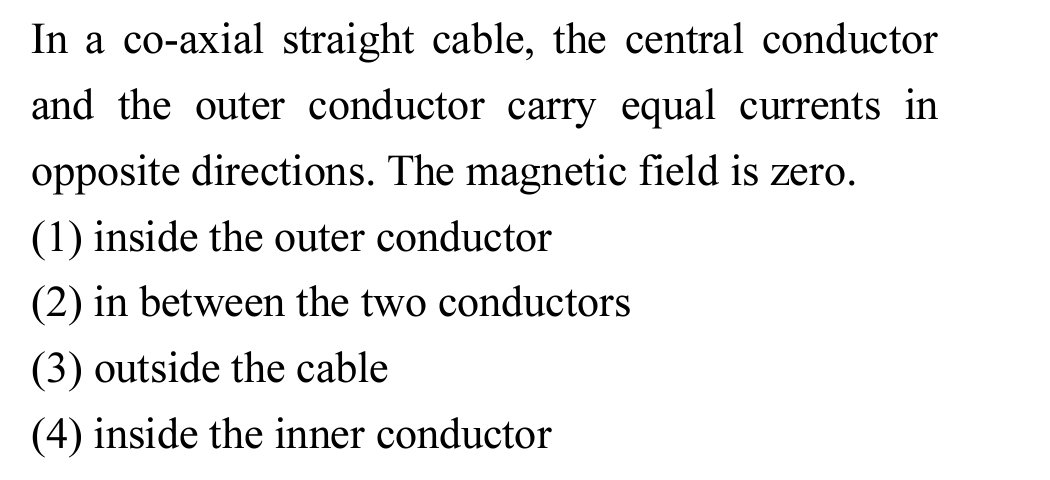 In a co-axial straight cable, the central conductor
and the outer conductor carry equal currents in
opposite directions. The magnetic field is zero.
(1) inside the outer conductor
(2) in between the two conductors
(3) outside the cable
(4) inside the inner conductor